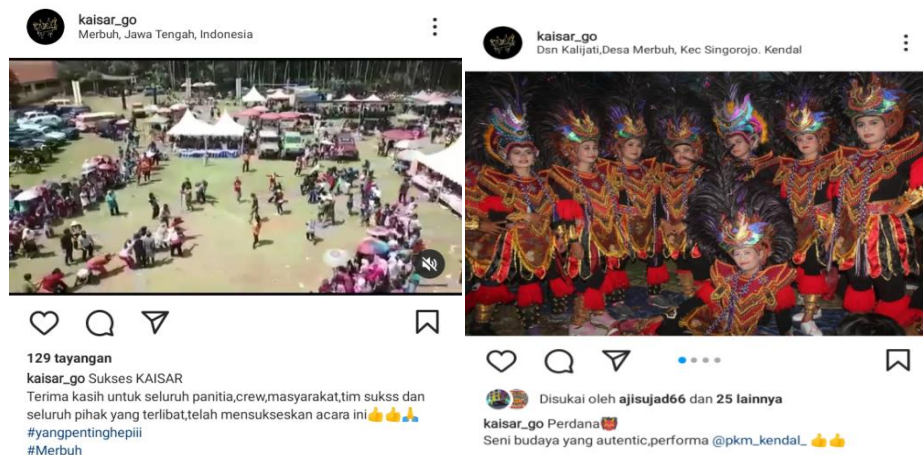 kaisar_go
Merbuh, Jawa Tengah, Indonesia
129 tayangan
kaisar_go Sukses KAISAR
Terima kasih untuk seluruh panitia,crew,masyarakat,tim sukss dan
seluruh pihak yang terlibat,telah mensukseskan acara ini👍👍🙏
#yangpentinghepiii
#Merbuh
kaisar_go
Dsn Kalijati,Desa Merbuh, Kec Singorojo. Kendal
Disukai oleh ajisujad66 dan 25 lainnya
kaisar_go Perdana👹
Seni budaya yang autentic,performa @pkm_kendal_ 👍👍